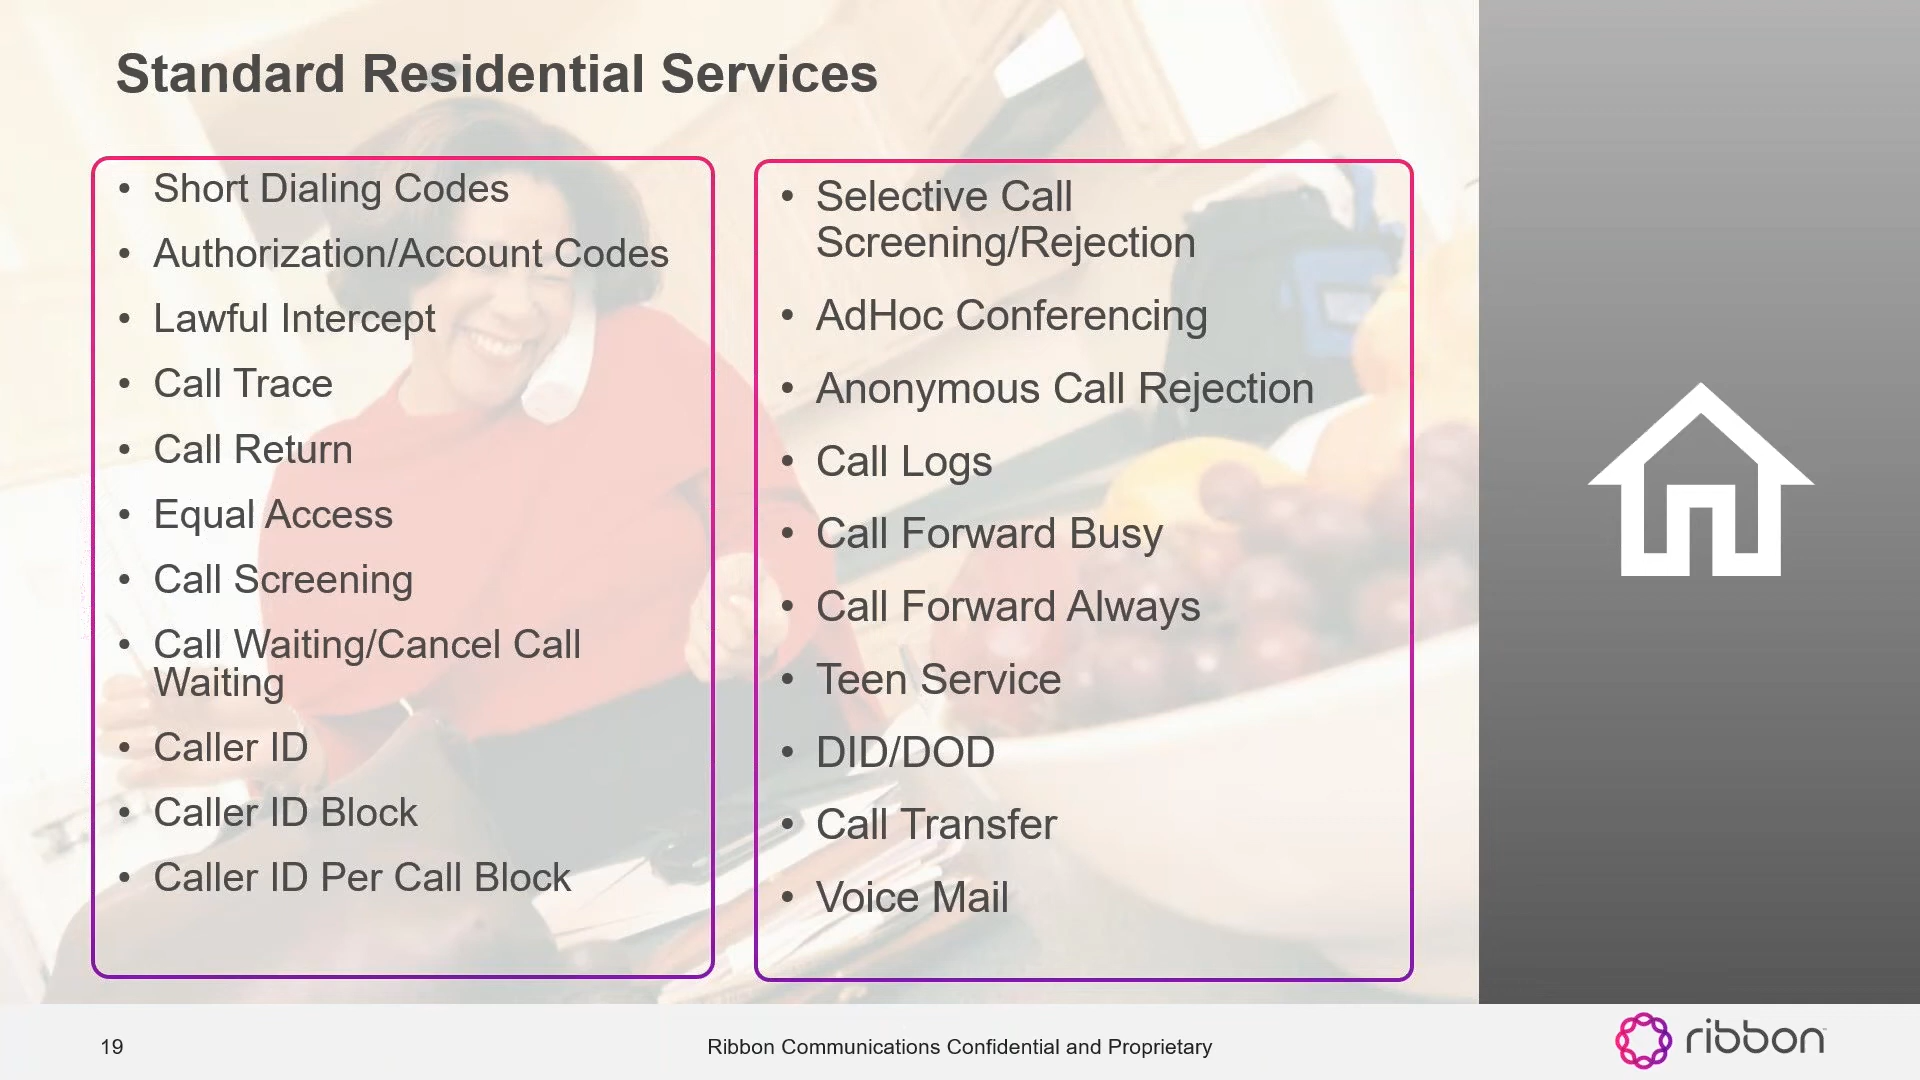 Standard Residential Services
• Short Dialing Codes
• Authorization/Account Codes
• Lawful Intercept
• Call Trace
• Call Return
• Equal Access
• Call Screening
• Call Waiting/Cancel Call
Waiting
• Caller ID
• Caller ID Block
• Caller ID Per Call Block
• Selective Call
Screening/Rejection
• AdHoc Conferencing
• Anonymous Call Rejection
• Call Logs
• Call Forward Busy
• Call Forward Always
• Teen Service
• DID/DOD
• Call Transfer
• Voice Mail
19
Ribbon Communications Confidential and Proprietary
ribbon